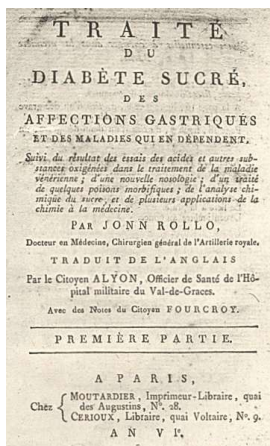 TRAITÉ
DU
DIABÈTE SUCRÉ,
DES
AFFECTIONS GASTRIQUES
ET DES MALADIES QUI EN DÉPENDENT.
Suivi du résultat des essais des acides et autres sub-
stances oxigénées dans le traitement de la maladie
vénérienne ; d'une nouvelle nosologie ; d'un traité
de quelques poisons morbifiques ; de l'analyse chi-
mique du sucre, et de plusieurs applications de la
chimie à la médecine.
PAR JONN ROLLO,
Docteur en Médecine, Chirurgien général de l'Artillerie royale,
TRADUIT DE L'ANGLAIS
Par le Citoyen ALYON, Officier de Santé de l'Hô-
pital militaire du Val-de-Graces.
Avec des Notes du Citoyen FOURCROY.
PREMIÈRE PARTIE.
A PARIS,
Chez { MOUTARDIER, Imprimeur-Libraire, quai
des Augustins, Nº. 28.
CERIOUX, Libraire, quai Voltaire, Nº. 9.
AN VIe.